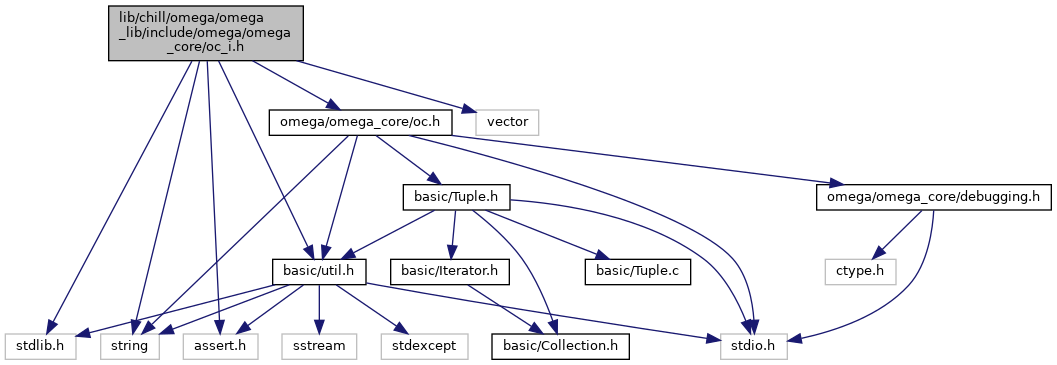 lib/chill/omega/omega
_lib/include/omega/omega
_core/oc_i.h
omega/omega_core/oc.h
vector
basic/Tuple.h
omega/omega_core/debugging.h
basic/util.h
basic/Iterator.h
basic/Tuple.c
ctype.h
stdlib.h
string
assert.h
sstream
stdexcept
basic/Collection.h
stdio.h